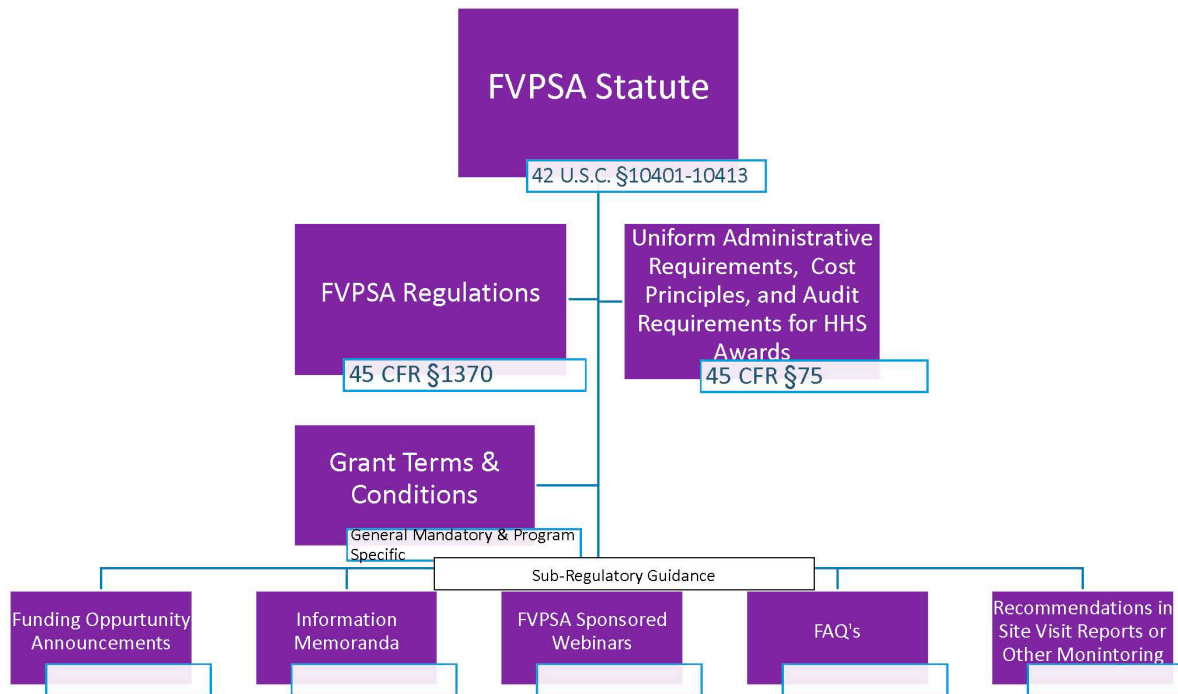 FVPSA Statute
42 U.S.C. §10401-10413
FVPSA Regulations
45 CFR §1370
Uniform Administrative
Requirements, Cost
Principles, and Audit
Requirements for HHS
Awards
45 CFR §75
Grant Terms &
Conditions
General Mandatory & Program
Specific
Sub-Regulatory Guidance
Funding Opportunity
Announcements
Information
Memoranda
FVPSA Sponsored
Webinars
FAQ's
Recommendations in
Site Visit Reports or
Other Monintoring